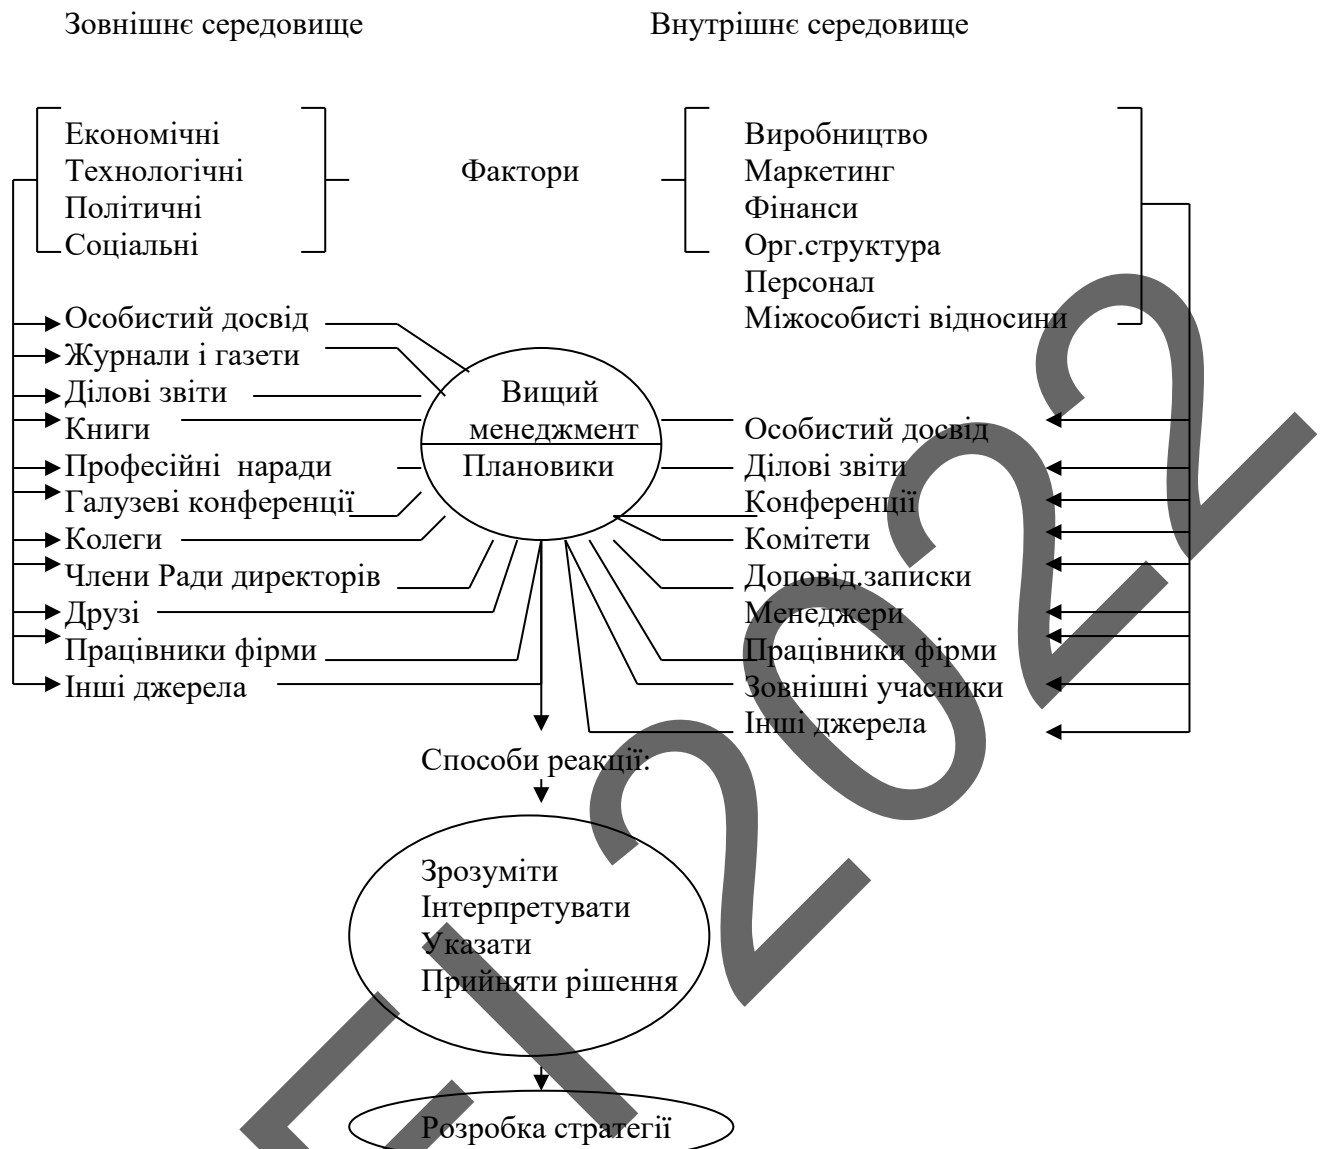 Зовнішнє середовище
Внутрішнє середовище
Економічні
Технологічні
Політичні
Соціальні
Фактори
Виробництво
Маркетинг
Фінанси
Орг.структура
Персонал
Міжособисті відносини
Особистий досвід
Журнали і газети
Ділові звіти
Книги
Професійні наради
Галузеві конференції
Колеги
Члени Ради директорів
Друзі
Працівники фірми
Інші джерела
Вищий
менеджмент
Плановики
Особистий досвід
Ділові звіти
Конференції
Комітети
Доповід.записки
Менеджери
Працівники фірми
Зовнішні учасники
Інші джерела
Способи реакції:
Зрозуміти
Інтерпретувати
Указати
Прийняти рішення
Розробка стратегії
2022